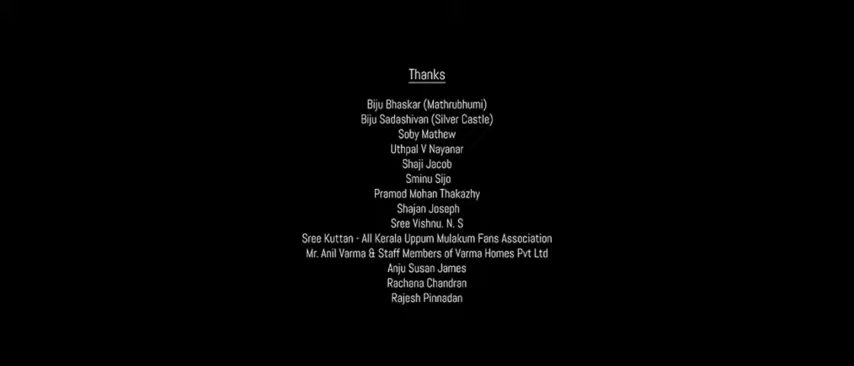 Thanks
Biju Bhaskar (Mathrubhumi)
Biju Sadashivan (Silver Castle)
Soby Mathew
Uthpal V Nayanar
Shaji Jacob
Sminu Sijo
Pramod Mohan Thakazhy
Shajan Joseph
Sree Vishnu. N. S
Sree Kuttan - All Kerala Uppum Mulakum Fans Association
Mr. Anil Varma & Staff Members of Varma Homes Pvt Ltd
Anju Susan James
Rachana Chandran
Rajesh Pinnadan